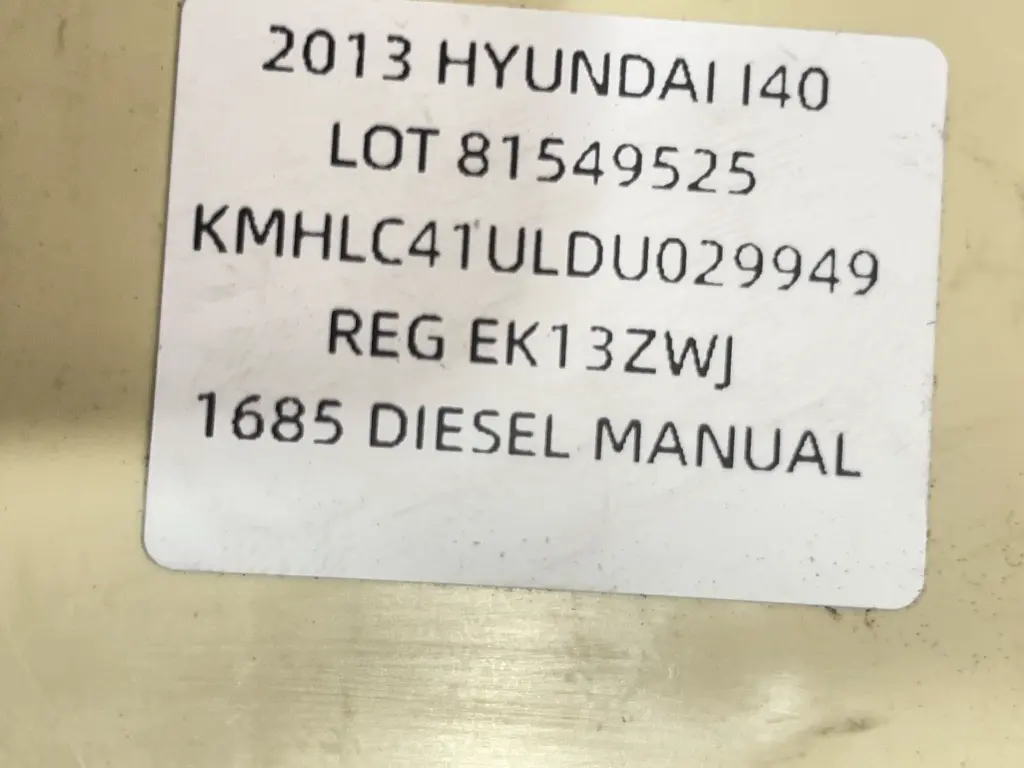 2013 HYUNDAI I40
LOT 81549525
KMHLC41ULDU029949
REG EK13ZWJ
1685 DIESEL MANUAL